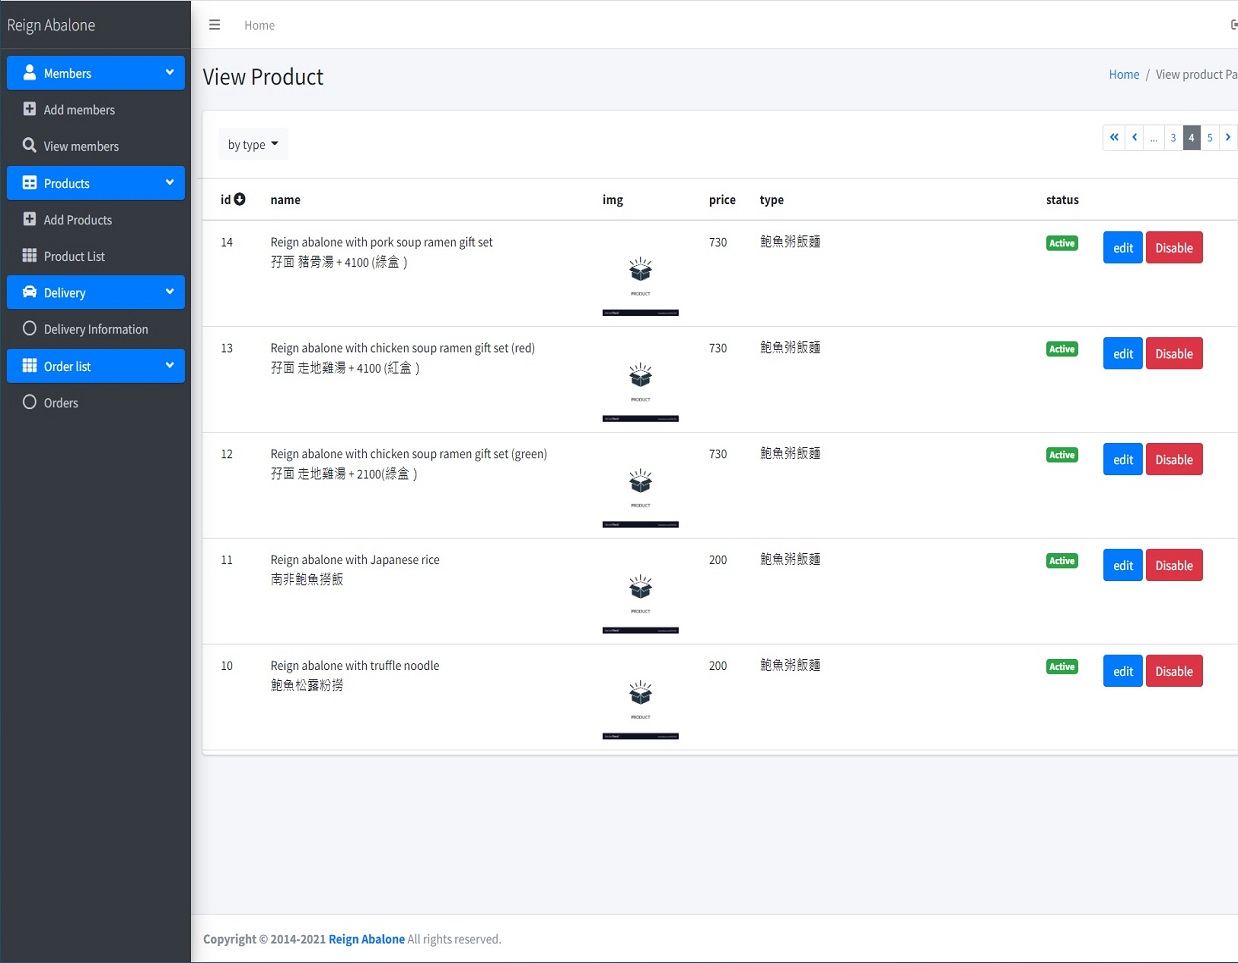 Reign Abalone
Home
Members
Add members
View members
Products
Add Products
Product List
Delivery
Delivery Information
Order list
Orders
View Product
Home / View product Pa
by type
« ‹ ... 3 4 5 ›
id name img price type status
14 Reign abalone with pork soup ramen gift set PRODUCT 730 鮑魚粥飯麵 Active edit Disable
孖面 豬骨湯 + 4100 (綠盒 )
13 Reign abalone with chicken soup ramen gift set (red) PRODUCT 730 鮑魚粥飯麵 Active edit Disable
孖面 走地雞湯 + 4100 (紅盒 )
12 Reign abalone with chicken soup ramen gift set (green) PRODUCT 730 鮑魚粥飯麵 Active edit Disable
孖面 走地雞湯 + 2100(綠盒 )
11 Reign abalone with Japanese rice PRODUCT 200 鮑魚粥飯麵 Active edit Disable
南非鮑魚撈飯
10 Reign abalone with truffle noodle PRODUCT 200 鮑魚粥飯麵 Active edit Disable
鮑魚松露粉撈
Copyright © 2014-2021 Reign Abalone All rights reserved.